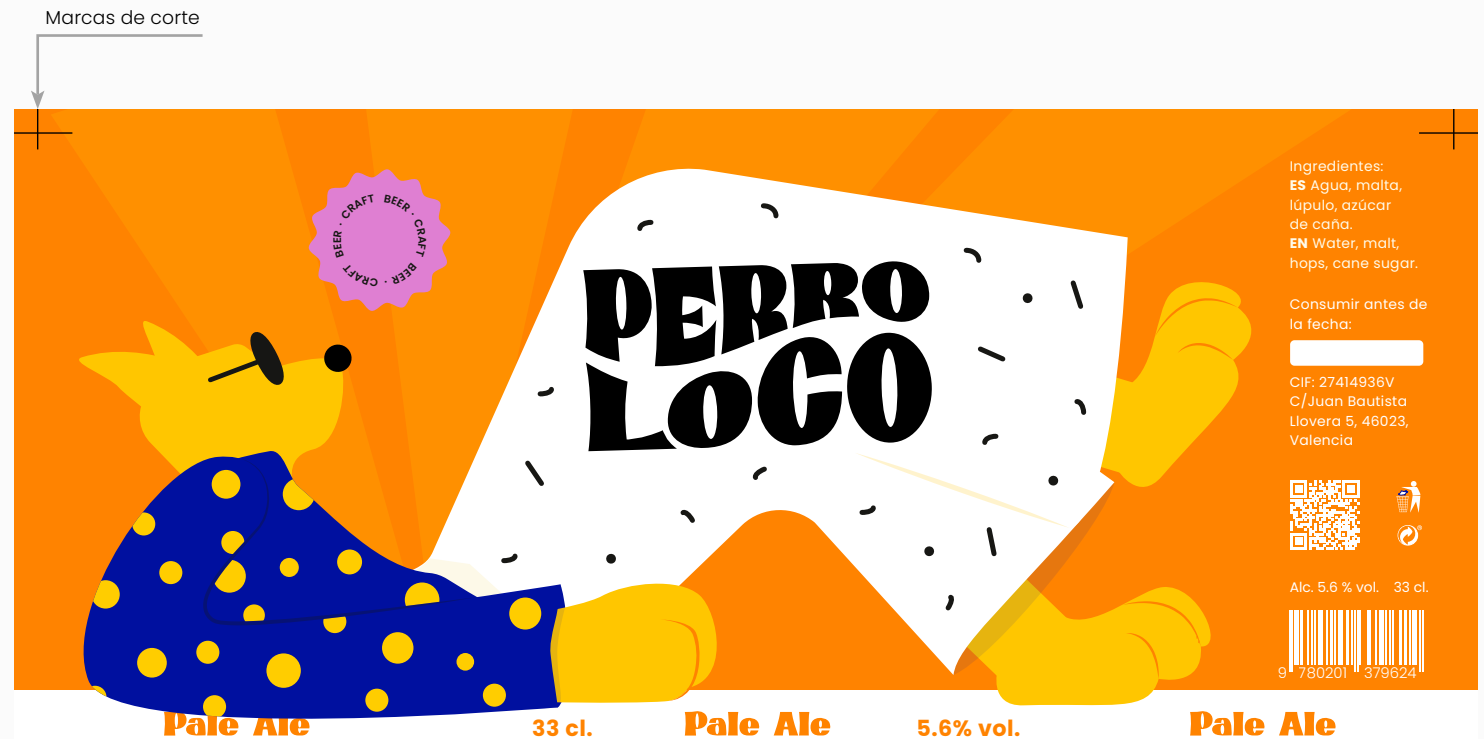 Marcas de corte
CRAFT BEER · CRAFT BEER · CRAFT BEER ·
PERRO
LOCO
Ingredientes:
ES Agua, malta,
lúpulo, azúcar
de caña.
EN Water, malt,
hops, cane sugar.
Consumir antes de
la fecha:
CIF: 27414936V
C/Juan Bautista
Llovera 5, 46023,
Valencia
Alc. 5.6 % vol. 33 cl.
9 780201 379624
Pale Ale 33 cl. Pale Ale 5.6% vol. Pale Ale